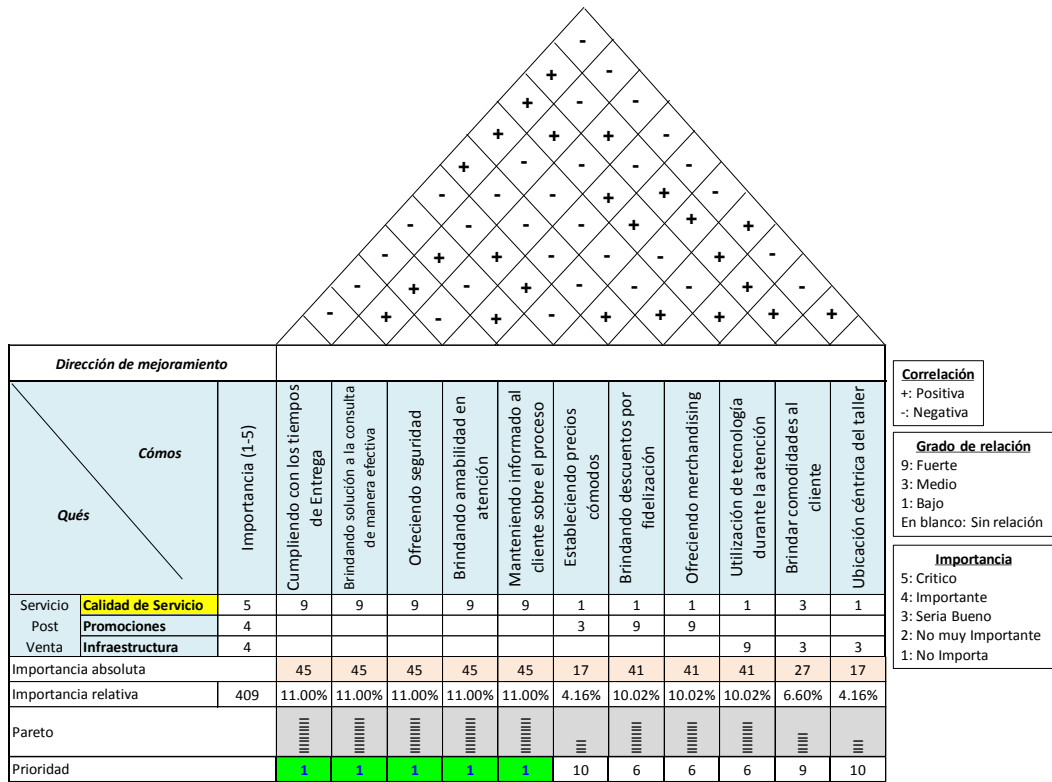 -
+ -
+ - -
+ + + -
+ - - - -
- - - + + -
- - - - + + +
- + + - - - + -
- + - + - - - + +
- + - + - + + + + +
Dirección de mejoramiento
Cómos
Qués
Importancia (1-5)
Cumpliendo con los tiempos
de Entrega
Brindando solución a la consulta
de manera efectiva
Ofreciendo seguridad
Brindando amabilidad en
atención
Manteniendo informado al
cliente sobre el proceso
Estableciendo precios
cómodos
Brindando descuentos por
fidelización
Ofreciendo merchandising
Utilización de tecnología
durante la atención
Brindar comodidades al
cliente
Ubicación céntrica del taller
Servicio Calidad de Servicio 5 9 9 9 9 9 1 1 1 1 3 1
Post Promociones 4 3 9 9
Venta Infraestructura 4 9 3 3
Importancia absoluta 45 45 45 45 45 17 41 41 41 27 17
Importancia relativa 409 11.00% 11.00% 11.00% 11.00% 11.00% 4.16% 10.02% 10.02% 10.02% 6.60% 4.16%
Pareto
Prioridad 1 1 1 1 1 10 6 6 6 9 10
Correlación
+: Positiva
-: Negativa
Grado de relación
9: Fuerte
3: Medio
1: Bajo
En blanco: Sin relación
Importancia
5: Critico
4: Importante
3: Seria Bueno
2: No muy Importante
1: No Importa